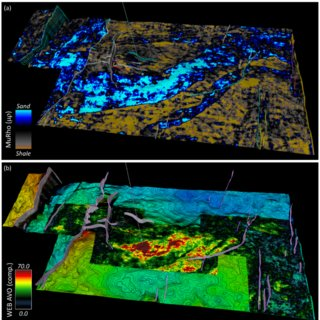 (a)
Sand
MuRho (μρ)
Shale
(b)
70.0
WEB AVO (comp.)
0.0